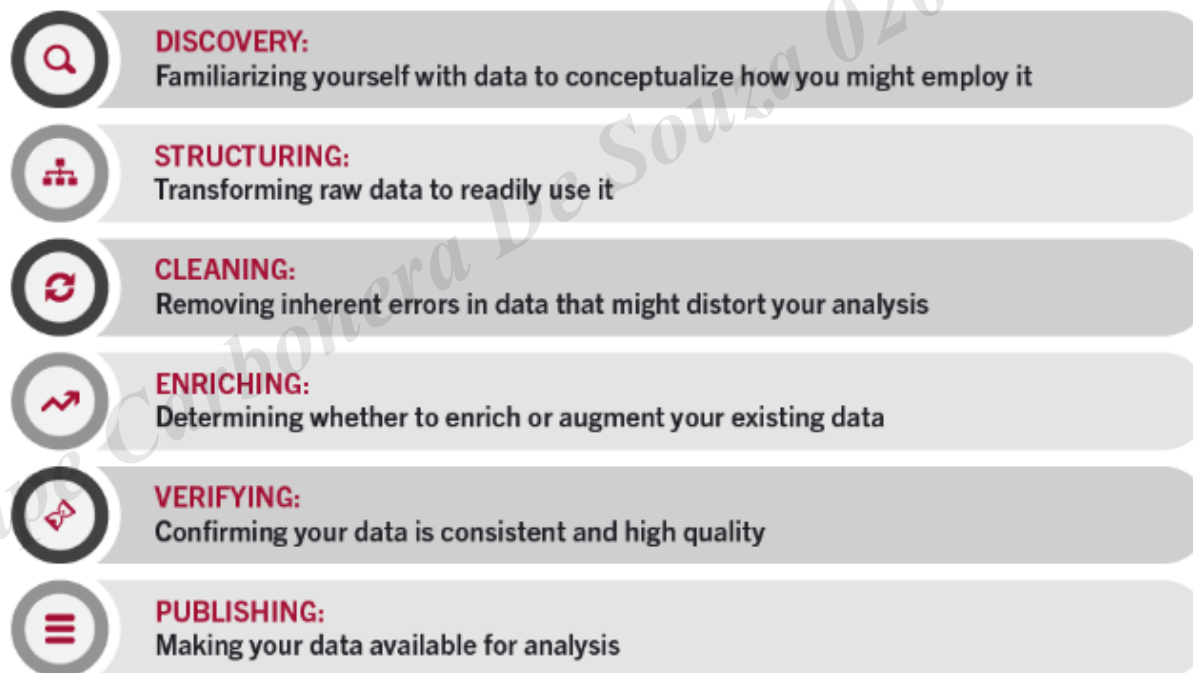 DISCOVERY:
Familiarizing yourself with data to conceptualize how you might employ it
STRUCTURING:
Transforming raw data to readily use it
CLEANING:
Removing inherent errors in data that might distort your analysis
ENRICHING:
Determining whether to enrich or augment your existing data
VERIFYING:
Confirming your data is consistent and high quality
PUBLISHING:
Making your data available for analysis
Carbonera De Souza